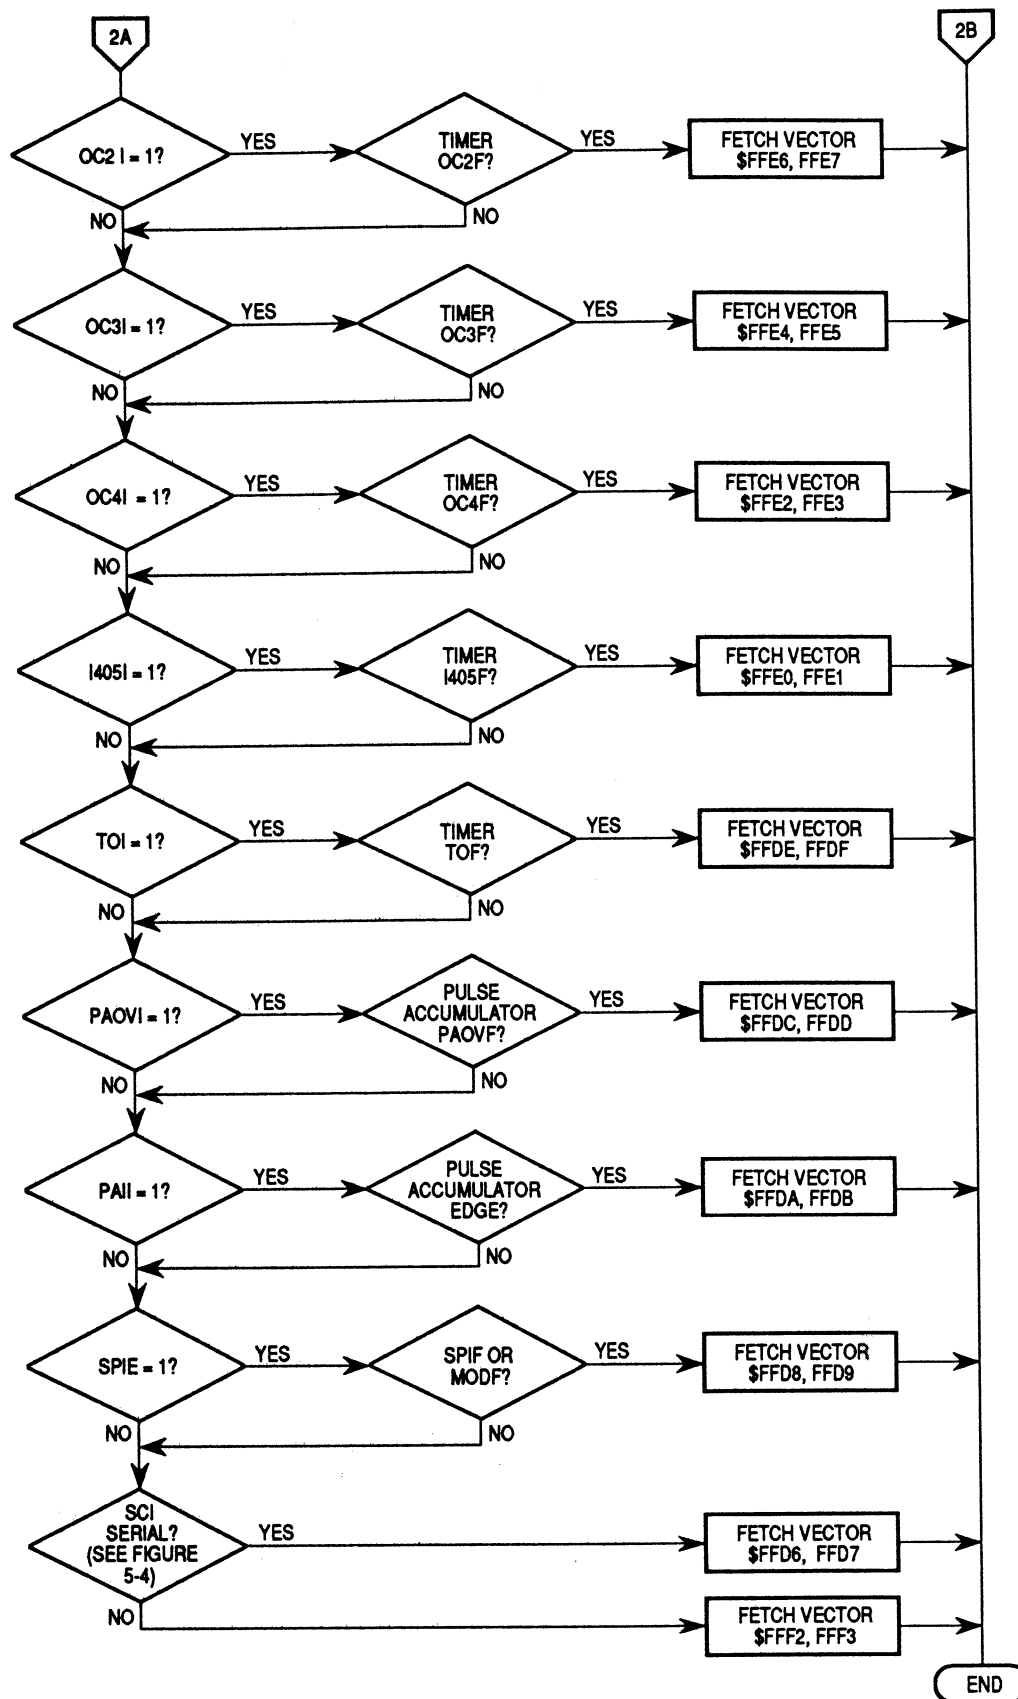 2A
2B
OC2 I = 1?
YES
TIMER
OC2F?
YES
FETCH VECTOR
$FFE6, FFE7
NO
NO
OC3I = 1?
YES
TIMER
OC3F?
YES
FETCH VECTOR
$FFE4, FFE5
NO
NO
OC4I = 1?
YES
TIMER
OC4F?
YES
FETCH VECTOR
$FFE2, FFE3
NO
NO
I405I = 1?
YES
TIMER
I405F?
YES
FETCH VECTOR
$FFE0, FFE1
NO
NO
TOI = 1?
YES
TIMER
TOF?
YES
FETCH VECTOR
$FFDE, FFDF
NO
NO
PAOVI = 1?
YES
PULSE
ACCUMULATOR
PAOVF?
YES
FETCH VECTOR
$FFDC, FFDD
NO
NO
PAII = 1?
YES
PULSE
ACCUMULATOR
EDGE?
YES
FETCH VECTOR
$FFDA, FFDB
NO
NO
SPIE = 1?
YES
SPIF OR
MODF?
YES
FETCH VECTOR
$FFD8, FFD9
NO
NO
SCI
SERIAL?
(SEE FIGURE
5-4)
YES
FETCH VECTOR
$FFD6, FFD7
NO
FETCH VECTOR
$FFF2, FFF3
END